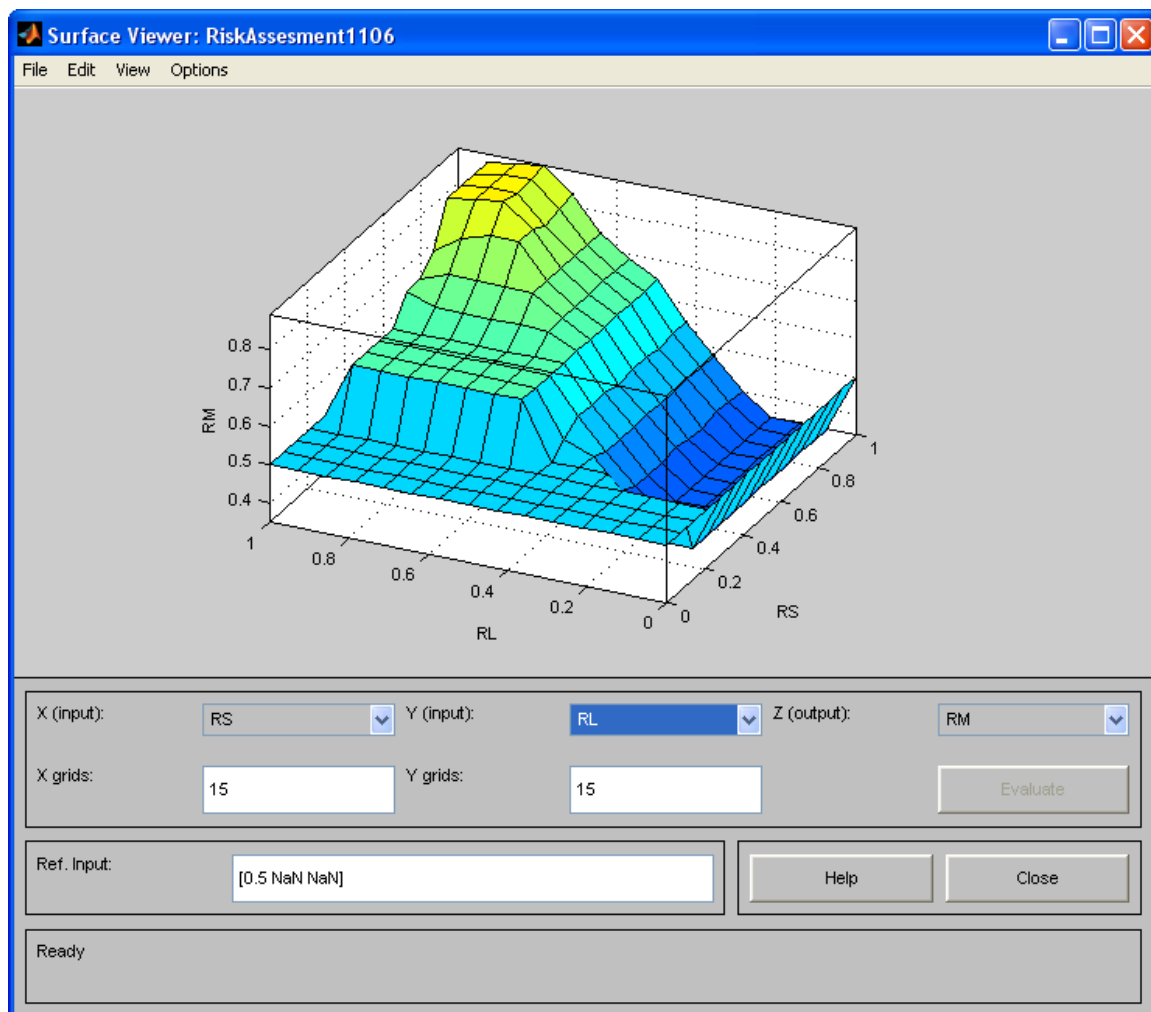 Surface Viewer: RiskAssesment1106
File Edit View Options
0.8
0.7
0.6
0.5
0.4
RM
1
0.8
0.6
0.4
0.2
0
RL
0
0.2
0.4
0.6
0.8
1
RS
X (input): RS Y (input): RL Z (output): RM
X grids: 15 Y grids: 15 Evaluate
Ref. Input: [0.5 NaN NaN] Help Close
Ready